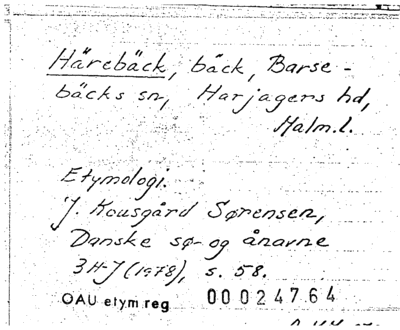 Härebäck, bäck, Barse-
bäcks sn, Harjagers hd,
Malm.l.
Etymologi.
J. Kousgård Sørensen,
Danske sø- og ånavne
3 H-J (1978), s. 58.
OAU etym reg 00024764